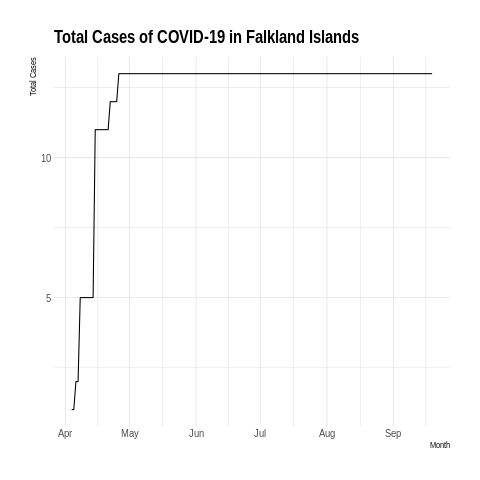 Total Cases of COVID-19 in Falkland Islands
Total Cases
10
5
Apr May Jun Jul Aug Sep
Month